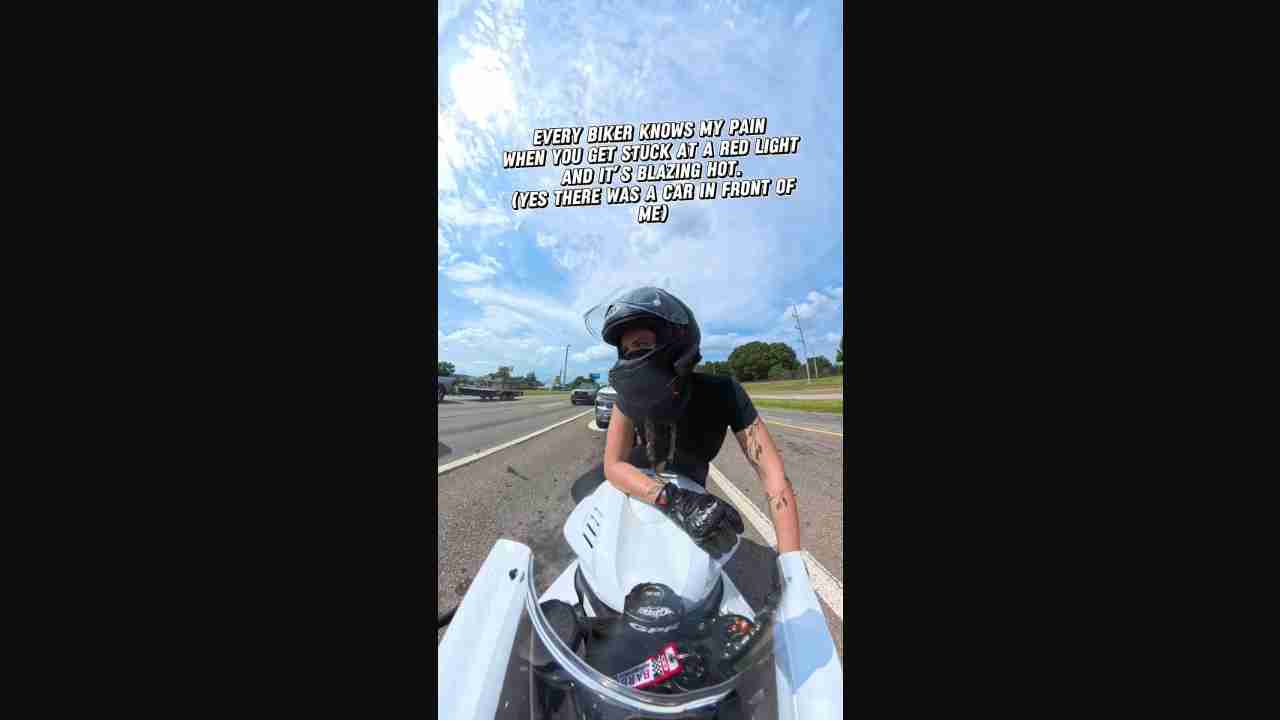 EVERY BIKER KNOWS MY PAIN
WHEN YOU GET STUCK AT A RED LIGHT
AND IT'S BLAZING HOT.
(YES THERE WAS A CAR IN FRONT OF
ME)
GPR